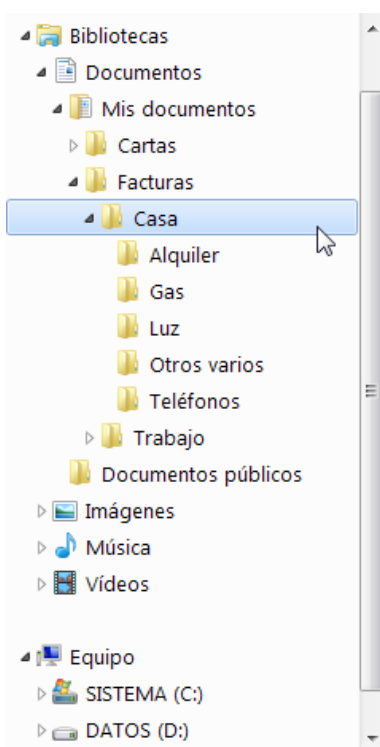 Bibliotecas
Documentos
Mis documentos
Cartas
Facturas
Casa
Alquiler
Gas
Luz
Otros varios
Teléfonos
Trabajo
Documentos públicos
Imágenes
Música
Vídeos
Equipo
SISTEMA (C:)
DATOS (D:)